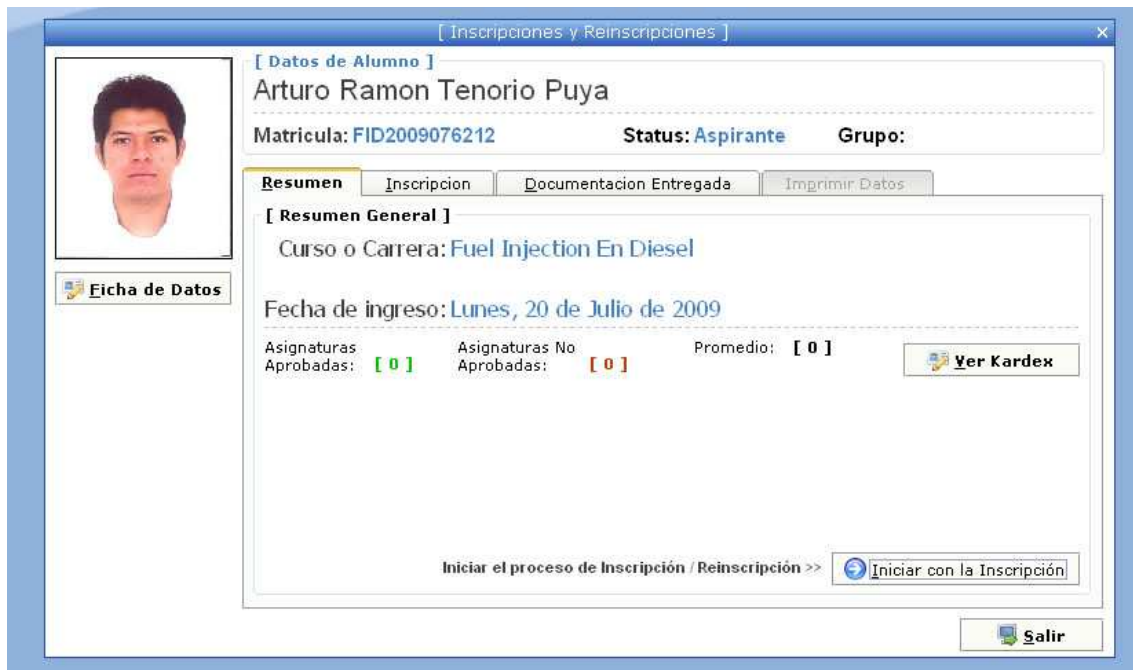 [ Inscripciones y Reinscripciones ]
[ Datos de Alumno ]
Arturo Ramon Tenorio Puya
Matricula: FID2009076212 Status: Aspirante Grupo:
Resumen Inscripcion Documentacion Entregada Imprimir Datos
[ Resumen General ]
Curso o Carrera: Fuel Injection En Diesel
Ficha de Datos
Fecha de ingreso: Lunes, 20 de Julio de 2009
Asignaturas Aprobadas: [ 0 ] Asignaturas No Aprobadas: [ 0 ] Promedio: [ 0 ]
Ver Kardex
Iniciar el proceso de Inscripción / Reinscripción >> Iniciar con la Inscripción
Salir